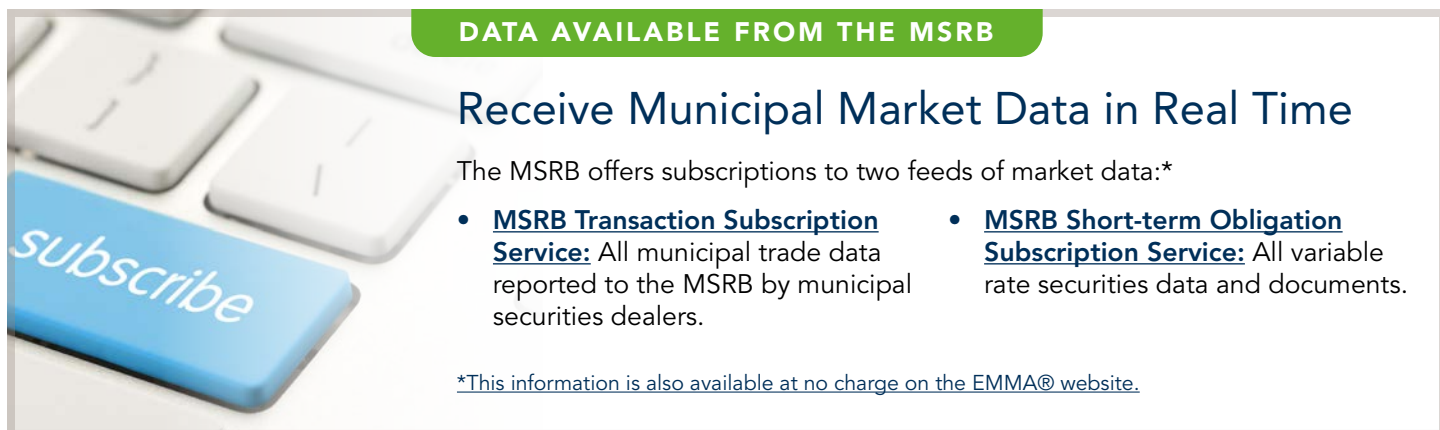 DATA AVAILABLE FROM THE MSRB
Receive Municipal Market Data in Real Time
The MSRB offers subscriptions to two feeds of market data:*
• MSRB Transaction Subscription
Service: All municipal trade data
reported to the MSRB by municipal
securities dealers.
• MSRB Short-term Obligation
Subscription Service: All variable
rate securities data and documents.
*This information is also available at no charge on the EMMA® website.
subscribe